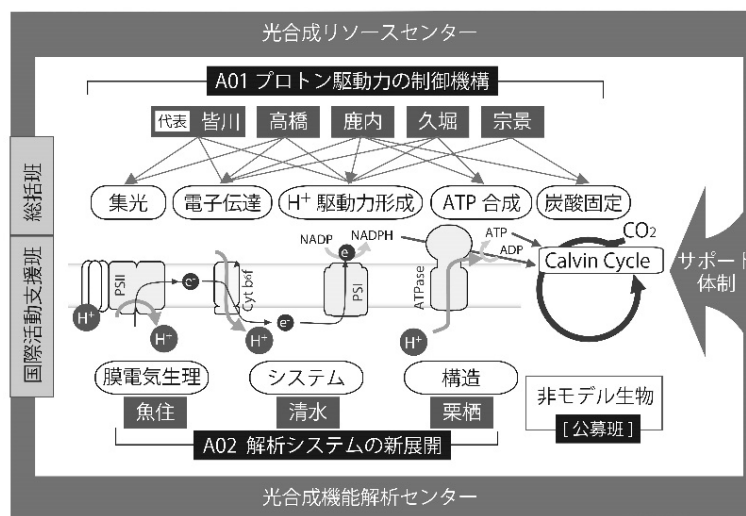 光合成リソースセンター
A01 プロトン駆動力の制御機構
代表 皆川 高橋 鹿内 久堀 宗景
総括班
国際活動支援班
集光 電子伝達 H⁺ 駆動力形成 ATP 合成 炭酸固定
NADP NADPH
ATP
ADP
CO₂
Calvin Cycle
サポート
体制
PSII
e⁻
Cyt b₆f
e⁻
e⁻
PSI
ATPase
H⁺
H⁺
H⁺
H⁺
膜電気生理 システム 構造
魚住 清水 栗栖
非モデル生物
[ 公募班 ]
A02 解析システムの新展開
光合成機能解析センター